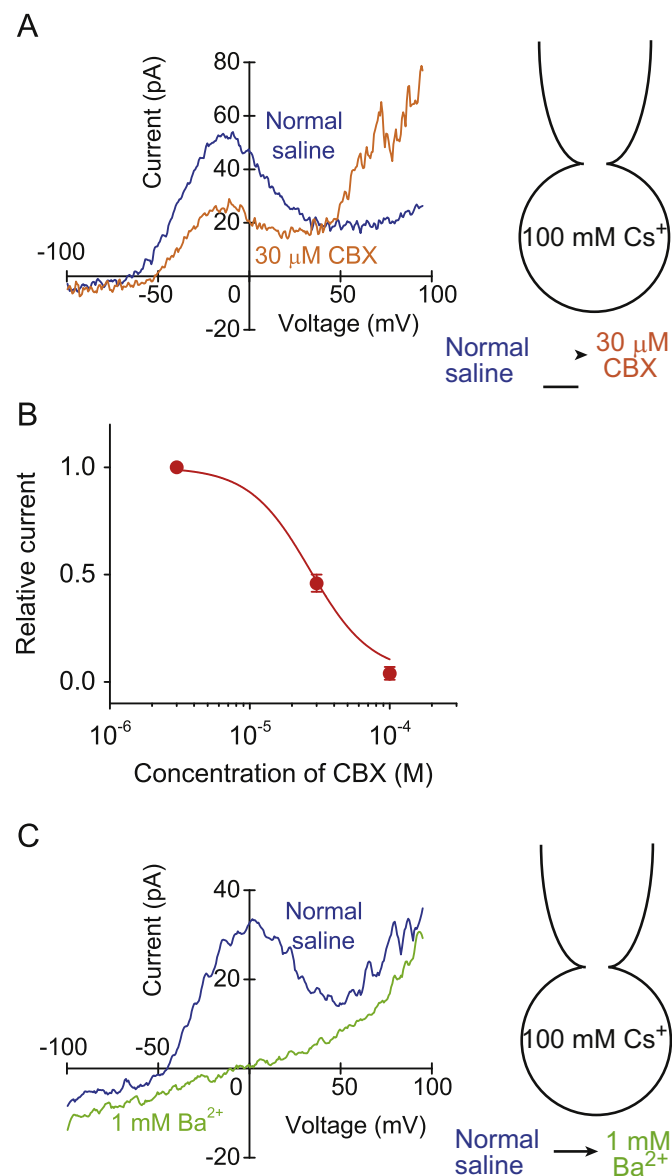 A
Current (pA)
80
60
40
20
-20
-100
-50
0
50
100
Voltage (mV)
Normal
saline
30 μM CBX
100 mM Cs⁺
Normal
saline
30 μM
CBX
B
Relative current
1.0
0.5
0.0
10⁻⁶
10⁻⁵
10⁻⁴
Concentration of CBX (M)
C
Current (pA)
40
20
-20
-100
-50
0
50
100
Voltage (mV)
Normal
saline
1 mM Ba²⁺
100 mM Cs⁺
Normal
saline
1 mM
Ba²⁺